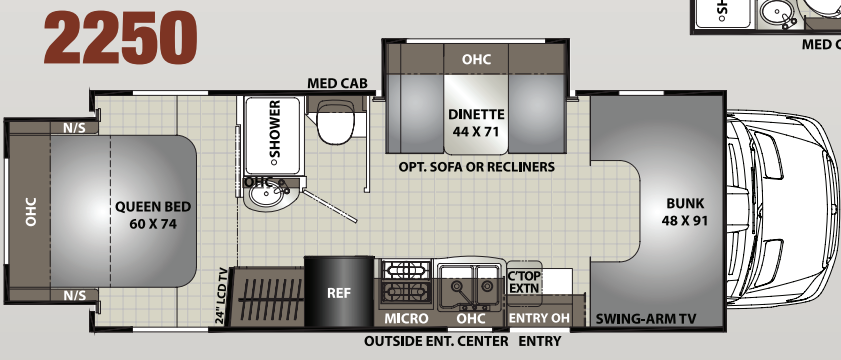 2250
SH
MED C
MED CAB
OHC
N/S
SHOWER
DINETTE
44 X 71
OPT. SOFA OR RECLINERS
OHC
OHC
QUEEN BED
60 X 74
BUNK
48 X 91
N/S
24" LCD TV
REF
C'TOP
EXTN
MICRO
OHC
ENTRY OH
SWING-ARM TV
OUTSIDE ENT. CENTER
ENTRY